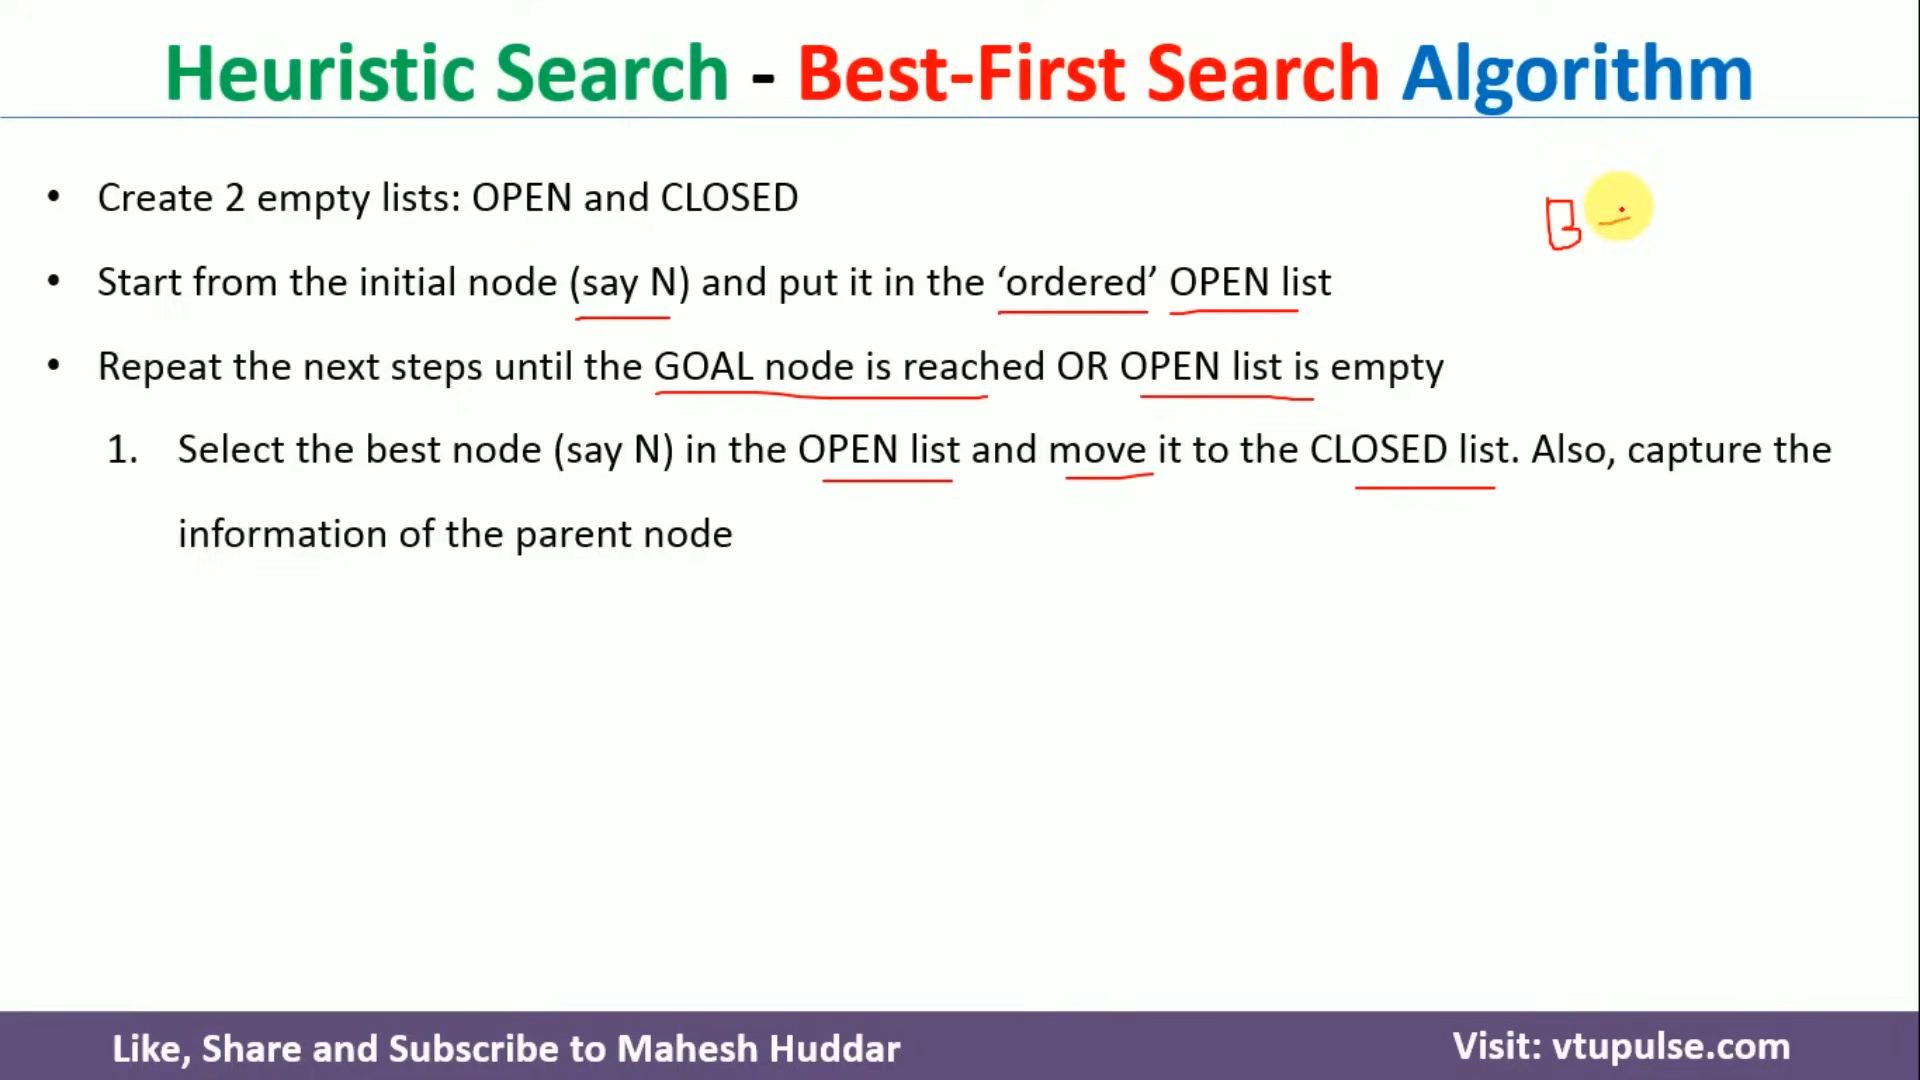 Heuristic Search - Best-First Search Algorithm
• Create 2 empty lists: OPEN and CLOSED
B
• Start from the initial node (say N) and put it in the ‘ordered’ OPEN list
• Repeat the next steps until the GOAL node is reached OR OPEN list is empty
1. Select the best node (say N) in the OPEN list and move it to the CLOSED list. Also, capture the
information of the parent node
Like, Share and Subscribe to Mahesh Huddar
Visit: vtupulse.com